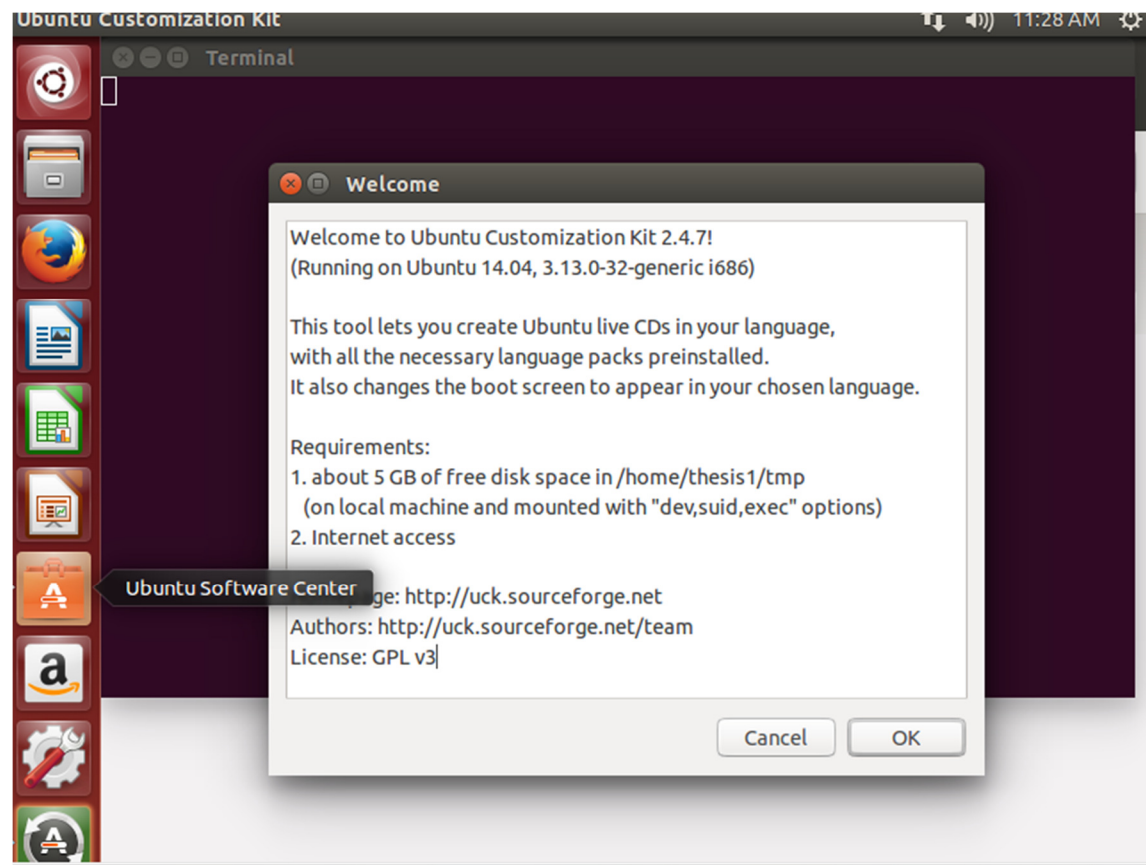 Ubuntu Customization Kit
11:28 AM
Terminal
Welcome
Welcome to Ubuntu Customization Kit 2.4.7!
(Running on Ubuntu 14.04, 3.13.0-32-generic i686)
This tool lets you create Ubuntu live CDs in your language,
with all the necessary language packs preinstalled.
It also changes the boot screen to appear in your chosen language.
Requirements:
1. about 5 GB of free disk space in /home/thesis1/tmp
(on local machine and mounted with "dev,suid,exec" options)
2. Internet access
Ubuntu Software Center
http://uck.sourceforge.net
Authors: http://uck.sourceforge.net/team
License: GPL v3
Cancel
OK